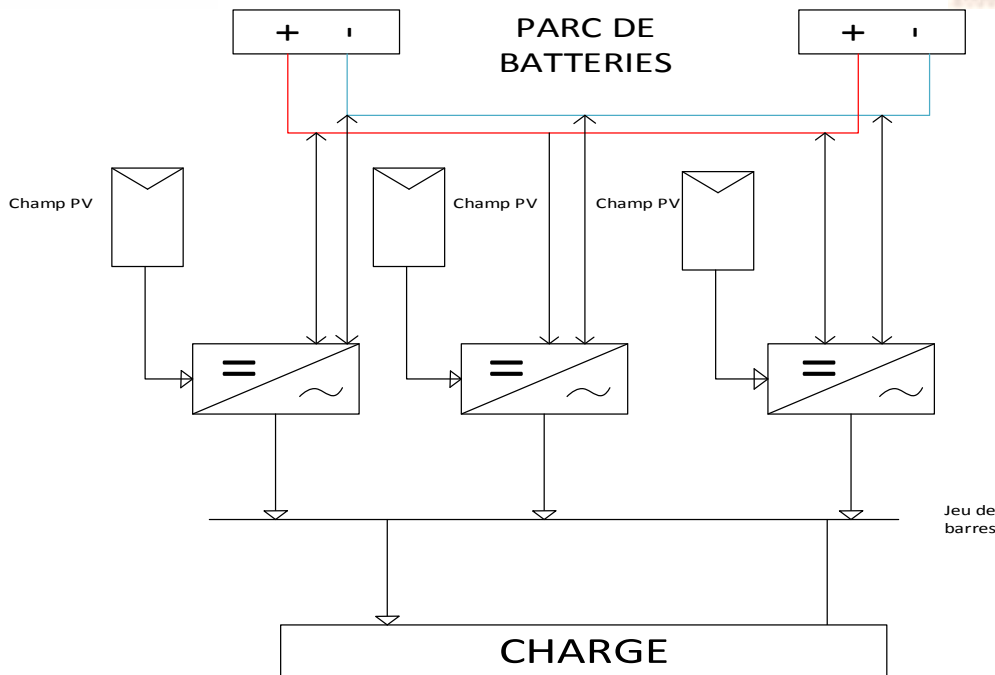 + - PARC DE + -
BATTERIES
Champ PV Champ PV Champ PV
Jeu de
barres
CHARGE